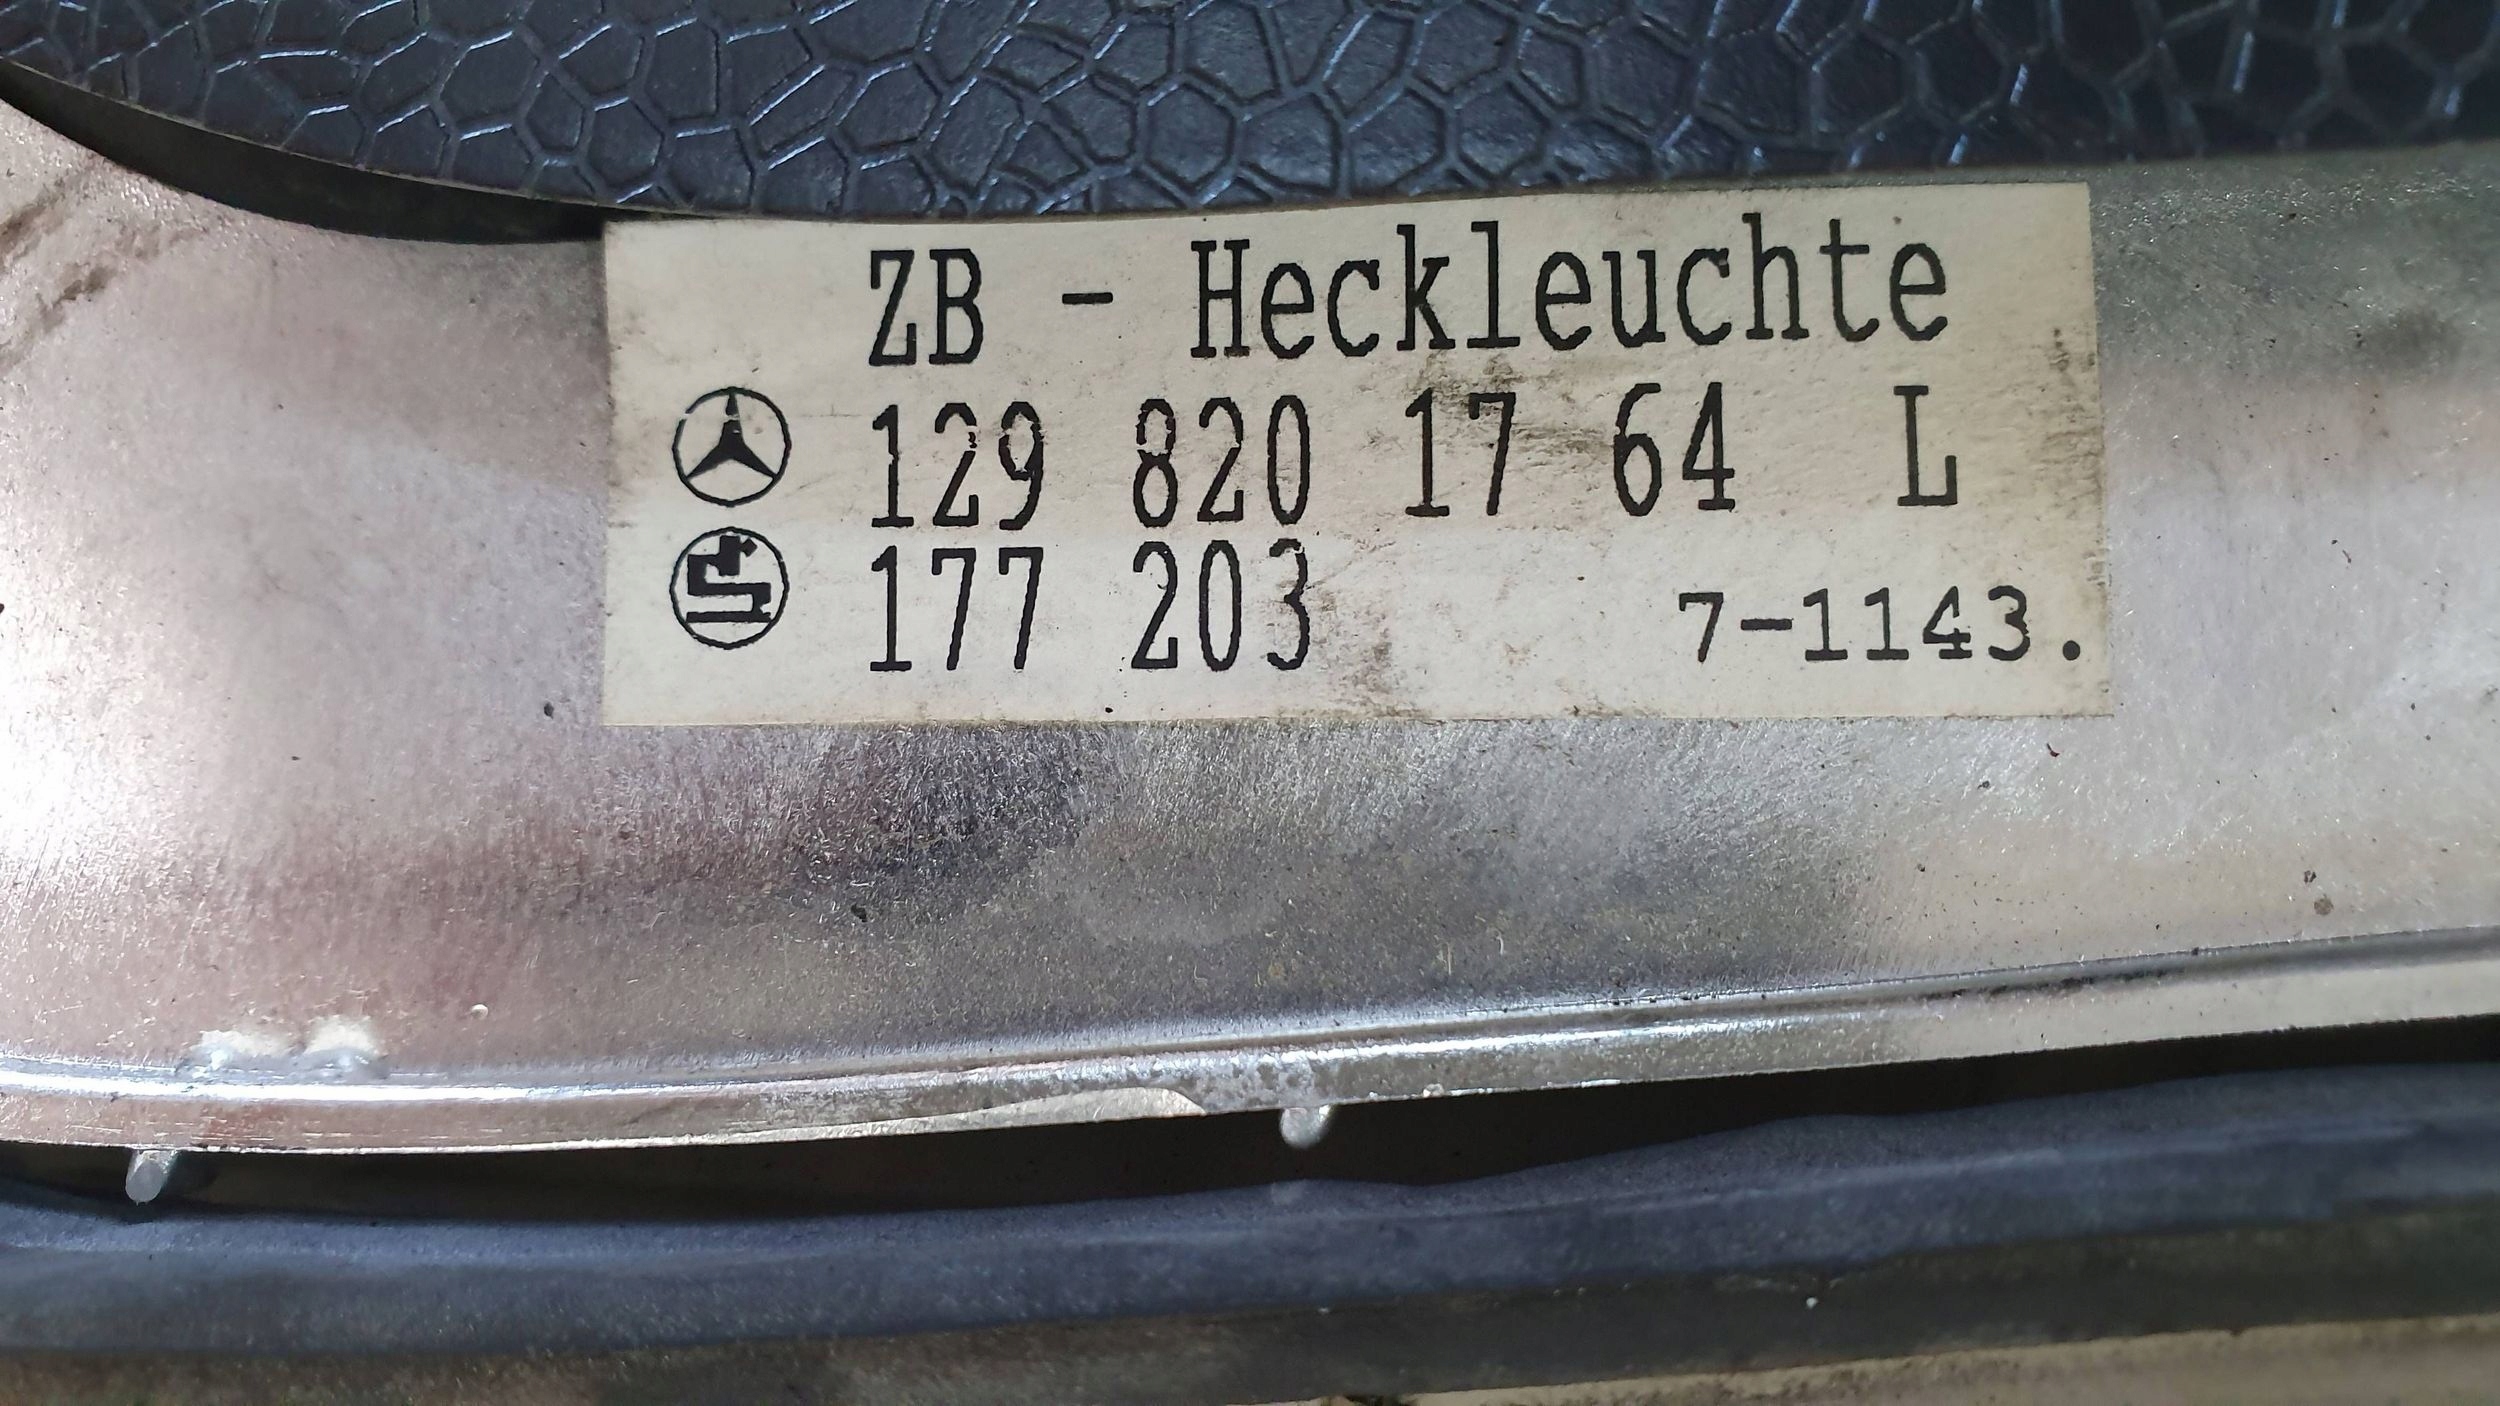 ZB - Heckleuchte
129 820 17 64 L
177 203 7-1143.